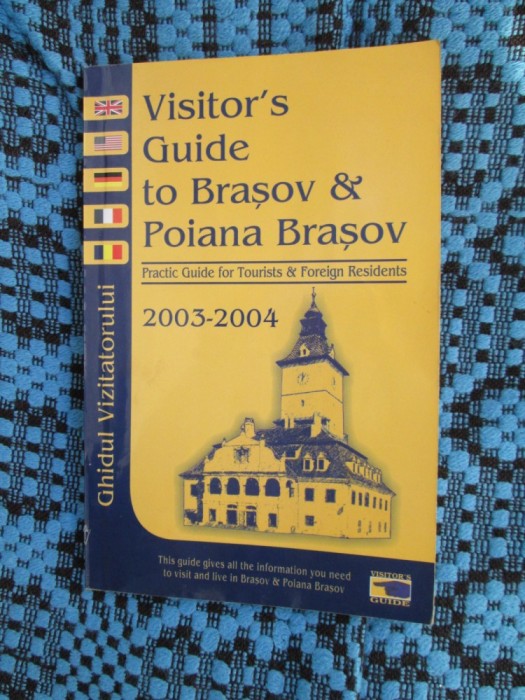 Visitor's
Guide
to Brașov &
Poiana Brașov
Practic Guide for Tourists & Foreign Residents
2003-2004
Ghidul Vizitatorului
This guide gives all the information you need
to visit and live in Brasov & Poiana Brașov
VISITOR'S
GUIDE